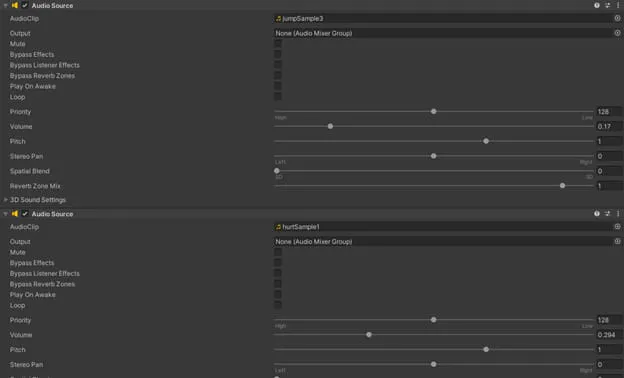 Audio Source
AudioClip jumpSample3
Output None (Audio Mixer Group)
Mute
Bypass Effects
Bypass Listener Effects
Bypass Reverb Zones
Play On Awake
Loop
Priority 128
High Low
Volume 0.17
Pitch 1
Stereo Pan 0
Left Right
Spatial Blend 0
2D 3D
Reverb Zone Mix 1
3D Sound Settings
Audio Source
AudioClip hurtSample1
Output None (Audio Mixer Group)
Mute
Bypass Effects
Bypass Listener Effects
Bypass Reverb Zones
Play On Awake
Loop
Priority 128
High Low
Volume 0.294
Pitch 1
Stereo Pan 0
Left Right